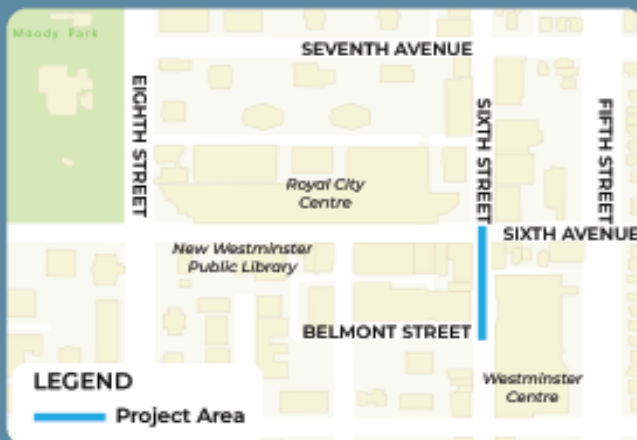 Moody Park
SEVENTH AVENUE
EIGHTH STREET
SIXTH STREET
FIFTH STREET
Royal City
Centre
SIXTH AVENUE
New Westminster
Public Library
BELMONT STREET
Westminster
Centre
LEGEND
Project Area